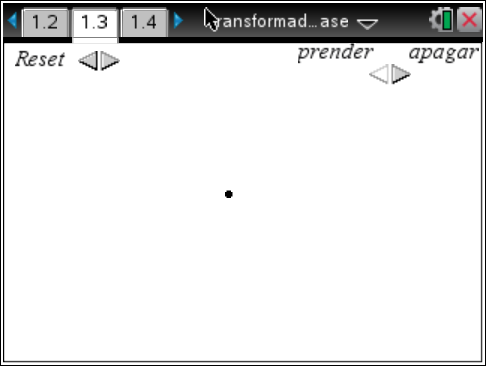 1.2 1.3 1.4 ransformad...ase
Reset prender apagar